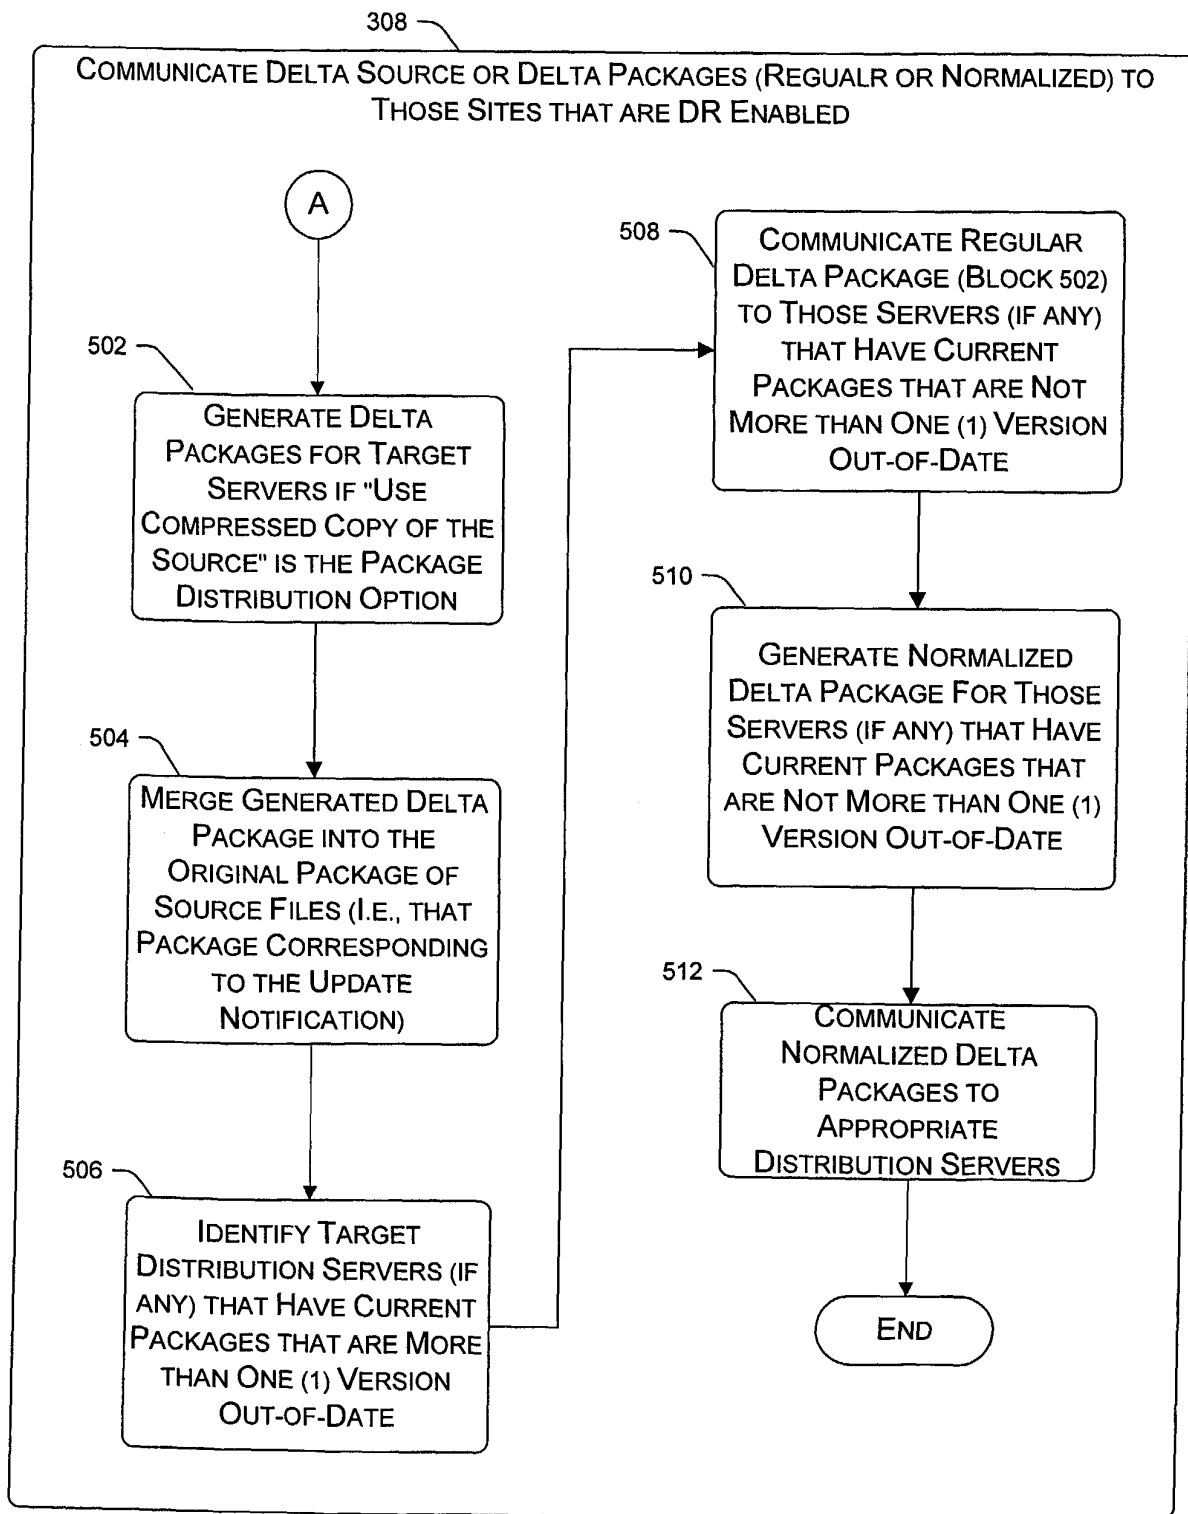 308
COMMUNICATE DELTA SOURCE OR DELTA PACKAGES (REGUALR OR NORMALIZED) TO
THOSE SITES THAT ARE DR ENABLED
A
502
GENERATE DELTA
PACKAGES FOR TARGET
SERVERS IF "USE
COMPRESSED COPY OF THE
SOURCE" IS THE PACKAGE
DISTRIBUTION OPTION
504
MERGE GENERATED DELTA
PACKAGE INTO THE
ORIGINAL PACKAGE OF
SOURCE FILES (I.E., THAT
PACKAGE CORRESPONDING
TO THE UPDATE
NOTIFICATION)
506
IDENTIFY TARGET
DISTRIBUTION SERVERS (IF
ANY) THAT HAVE CURRENT
PACKAGES THAT ARE MORE
THAN ONE (1) VERSION
OUT-OF-DATE
508
COMMUNICATE REGULAR
DELTA PACKAGE (BLOCK 502)
TO THOSE SERVERS (IF ANY)
THAT HAVE CURRENT
PACKAGES THAT ARE NOT
MORE THAN ONE (1) VERSION
OUT-OF-DATE
510
GENERATE NORMALIZED
DELTA PACKAGE FOR THOSE
SERVERS (IF ANY) THAT HAVE
CURRENT PACKAGES THAT
ARE NOT MORE THAN ONE (1)
VERSION OUT-OF-DATE
512
COMMUNICATE
NORMALIZED DELTA
PACKAGES TO
APPROPRIATE
DISTRIBUTION SERVERS
END